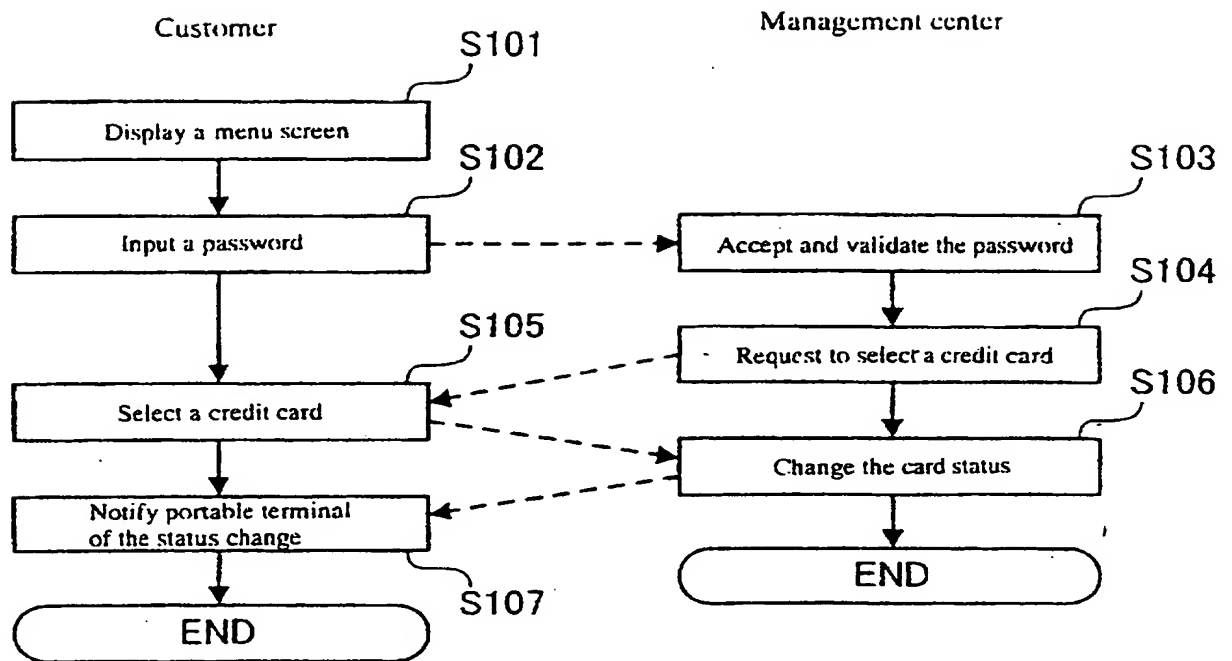 Customer
Management center
S101
Display a menu screen
S102
S103
Input a password
Accept and validate the password
S104
S105
Request to select a credit card
S106
Select a credit card
Change the card status
Notify portable terminal
of the status change
END
S107
END